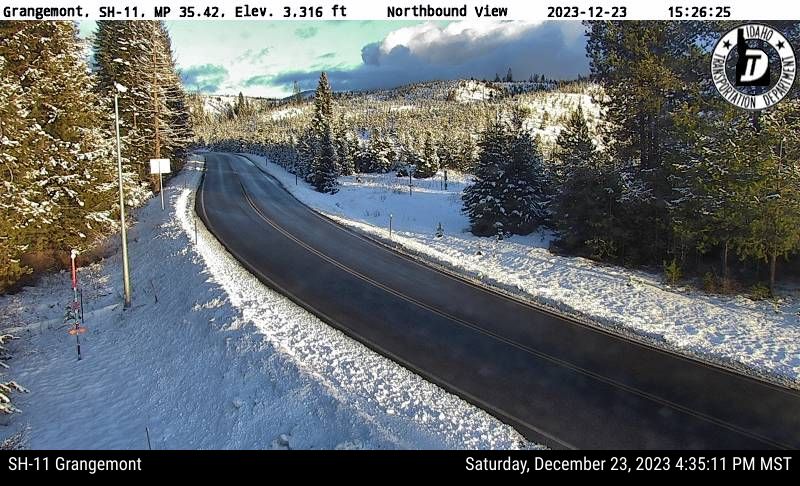 Grangemont, SH-11, MP 35.42, Elev. 3,316 ft Northbound View 2023-12-23 15:26:25
IDAHO
TRANSPORTATION DEPARTMENT
SH-11 Grangemont Saturday, December 23, 2023 4:35:11 PM MST